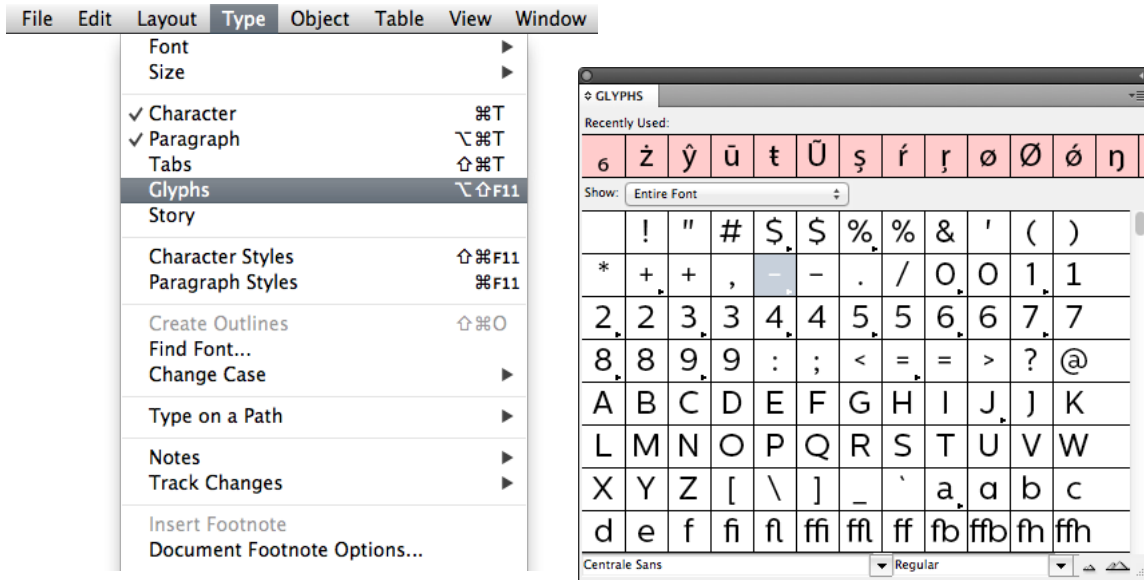 File Edit Layout Type Object Table View Window
Font
Size
✓ Character ⌘T
✓ Paragraph ⌥⌘T
Tabs ⇧⌘T
Glyphs ⌥⇧F11
Story
Character Styles ⇧⌘F11
Paragraph Styles ⌘F11
Create Outlines ⇧⌘O
Find Font...
Change Case
Type on a Path
Notes
Track Changes
Insert Footnote
Document Footnote Options...
GLYPHS
Recently Used:
6 ż ŷ ū ŧ Ũ ş ŕ ŗ ø Ø ǿ ŋ
Show: Entire Font
! " # $ $ % % & ' ( )
* + + , – – . / 0 0 1 1
2 2 3 3 4 4 5 5 6 6 7 7
8 8 9 9 : ; < = = > ? @
A B C D E F G H I J J K
L M N O P Q R S T U V W
X Y Z [ \ ] _ ` a ɑ b c
d e f fi fl ffi ffl ff fb ffb fh ffh
Centrale Sans Regular